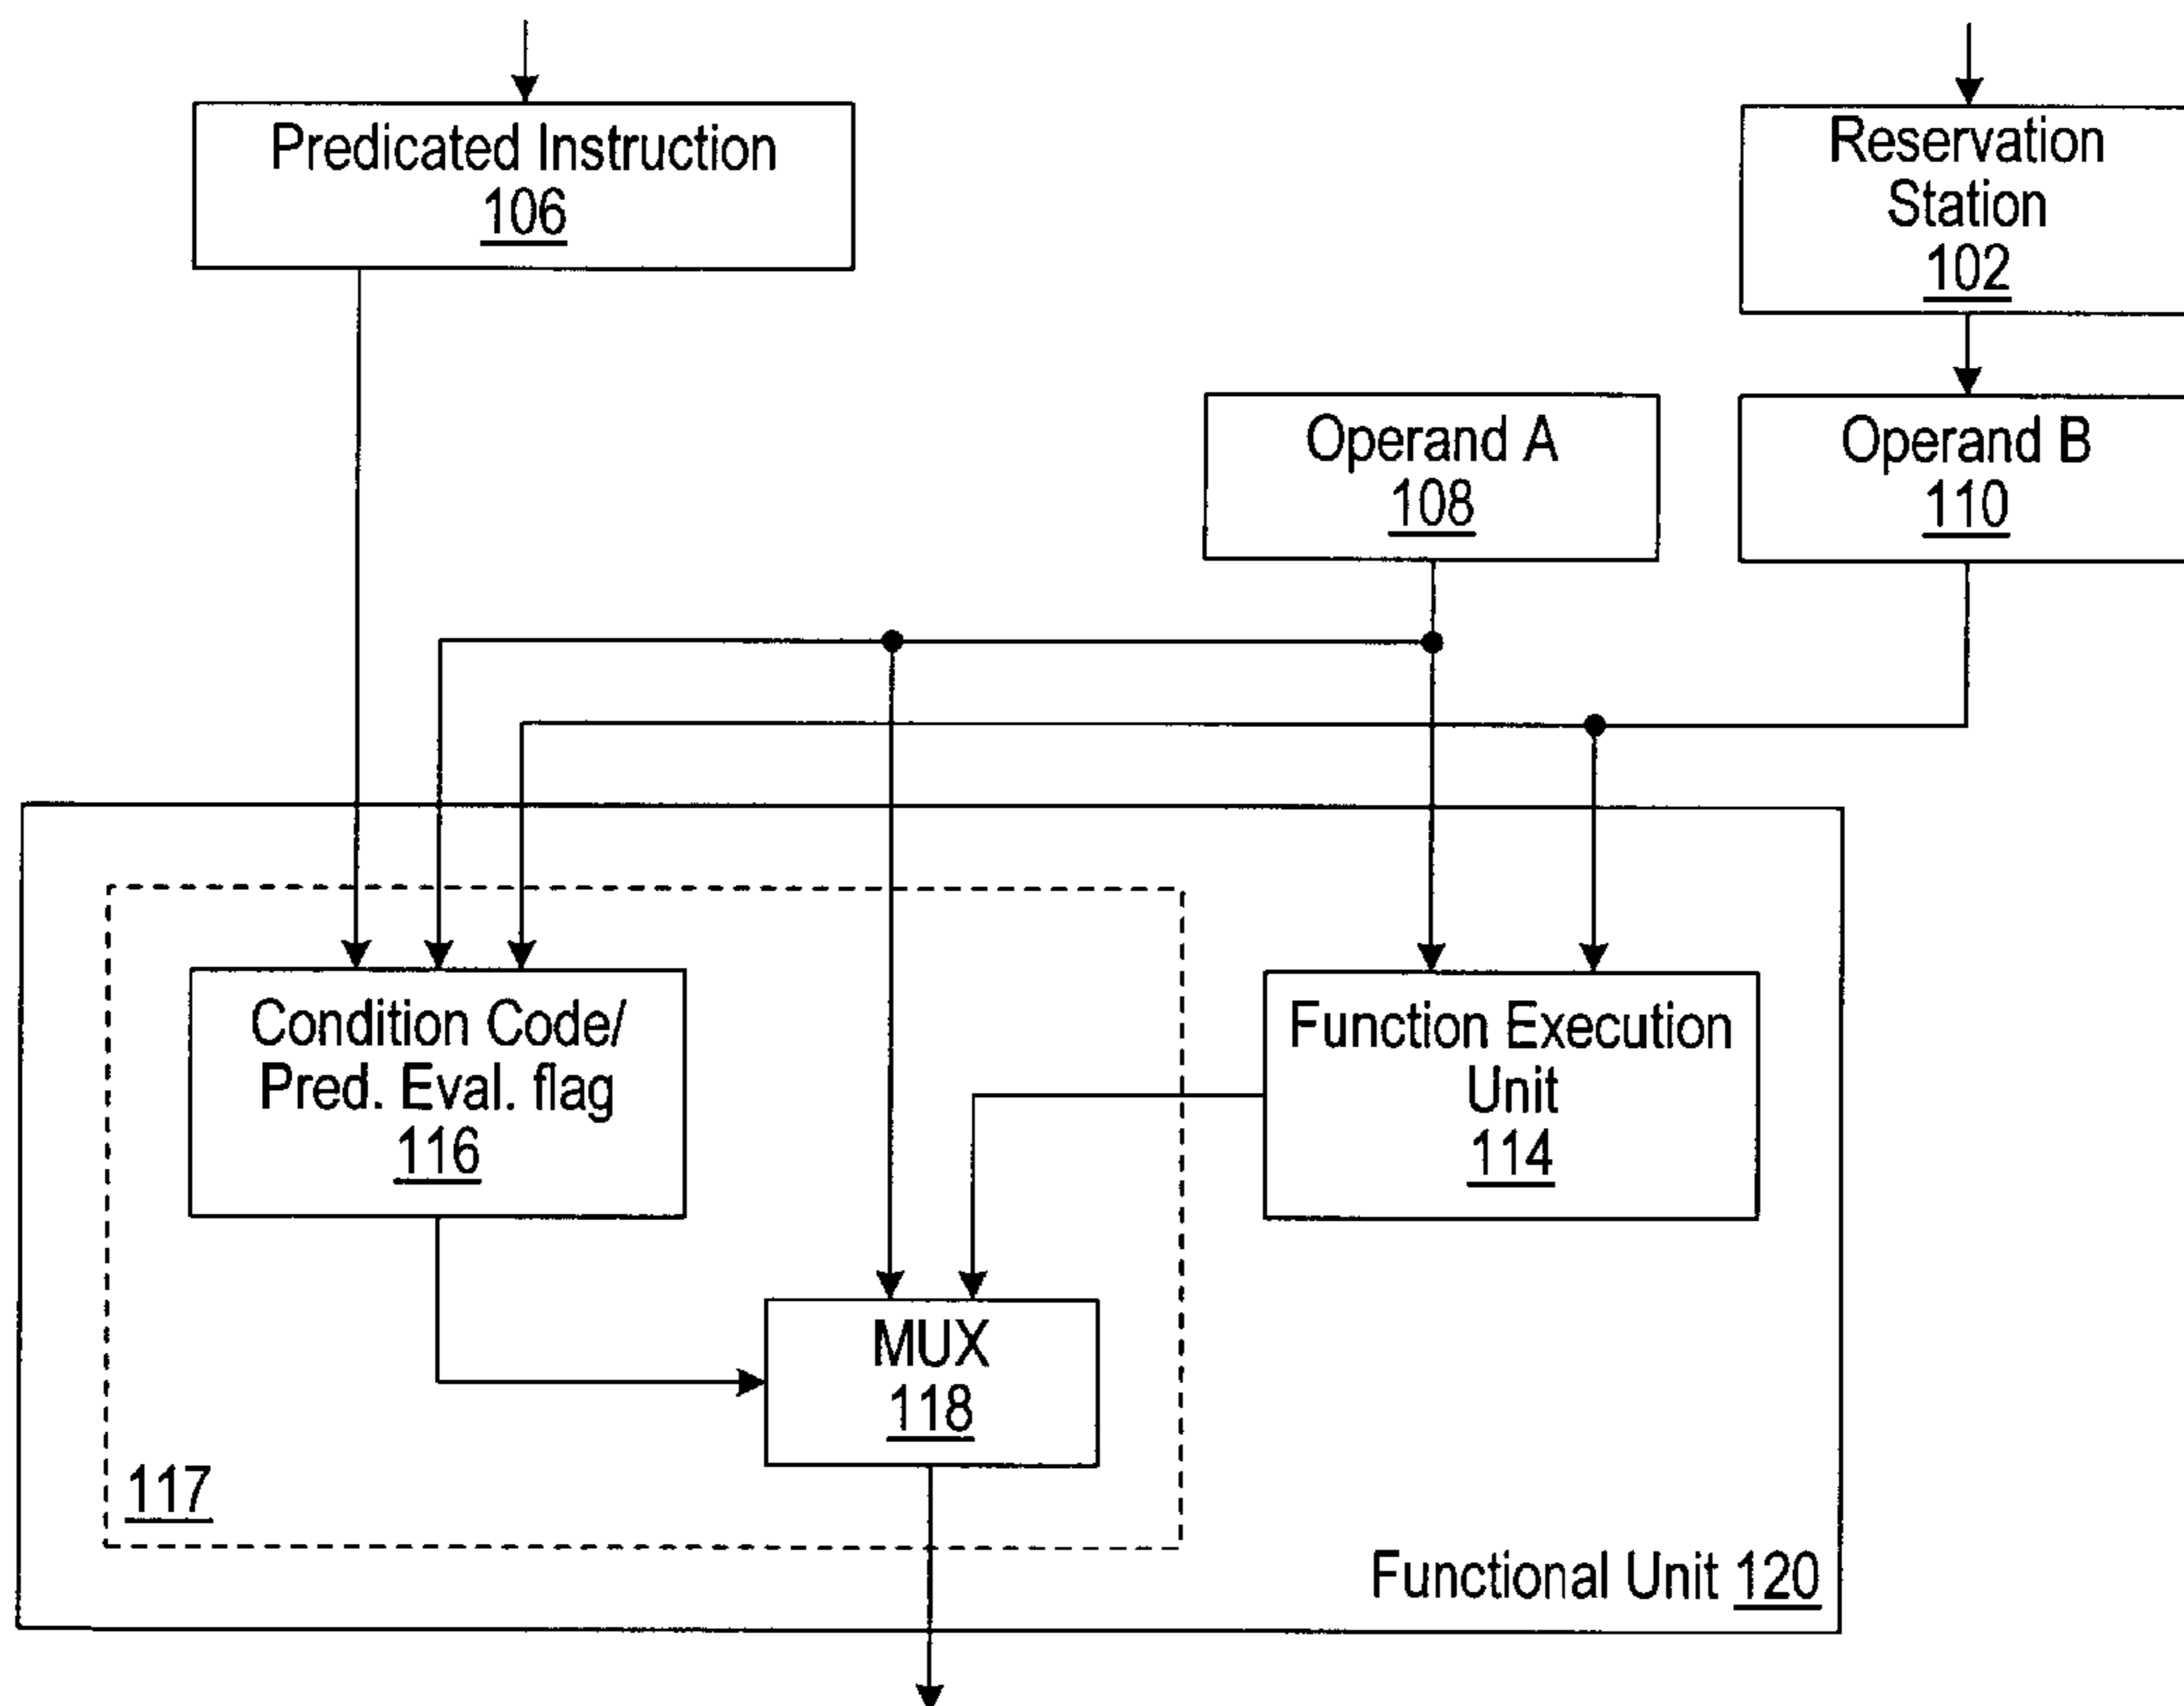 Predicated Instruction
106
Reservation
Station
102
Operand A
108
Operand B
110
Condition Code/
Pred. Eval. flag
116
Function Execution
Unit
114
MUX
118
117
Functional Unit 120